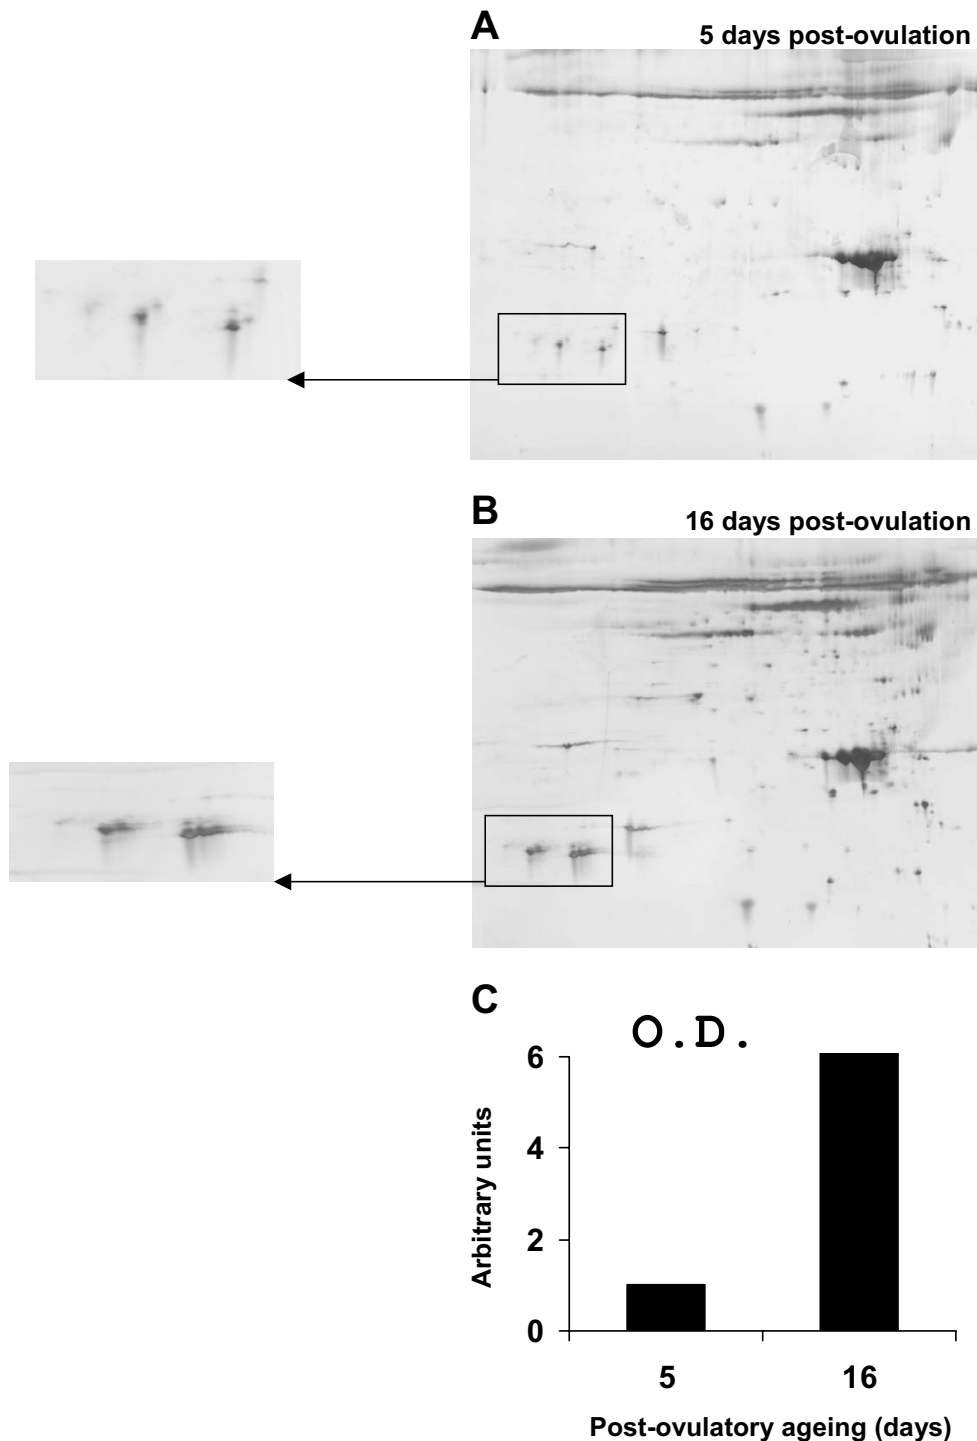 A
5 days post-ovulation
B
16 days post-ovulation
C
O.D.
6
4
2
0
Arbitrary units
5 16
Post-ovulatory ageing (days)